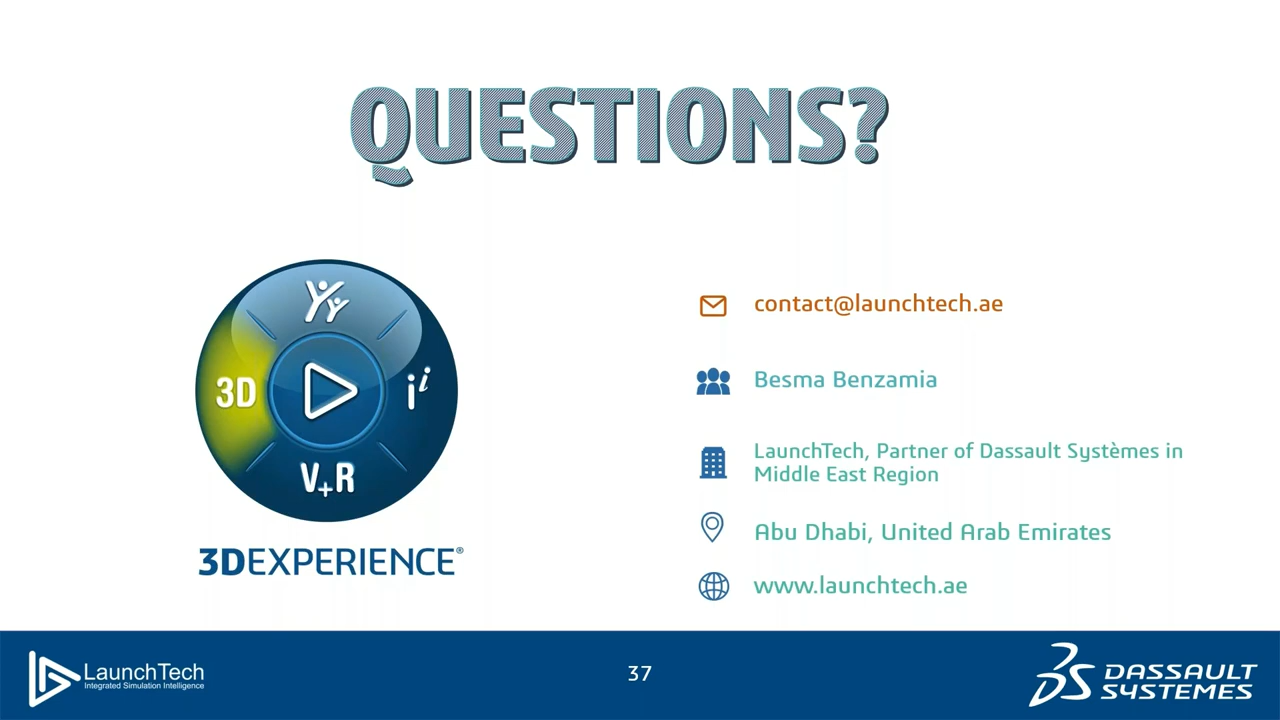 QUESTIONS?
3D
i i
V+R
3DEXPERIENCE®
contact@launchtech.ae
Besma Benzamia
LaunchTech, Partner of Dassault Systèmes in
Middle East Region
Abu Dhabi, United Arab Emirates
www.launchtech.ae
LaunchTech
Integrated Simulation Intelligence
37
3DS DASSAULT
SYSTEMES